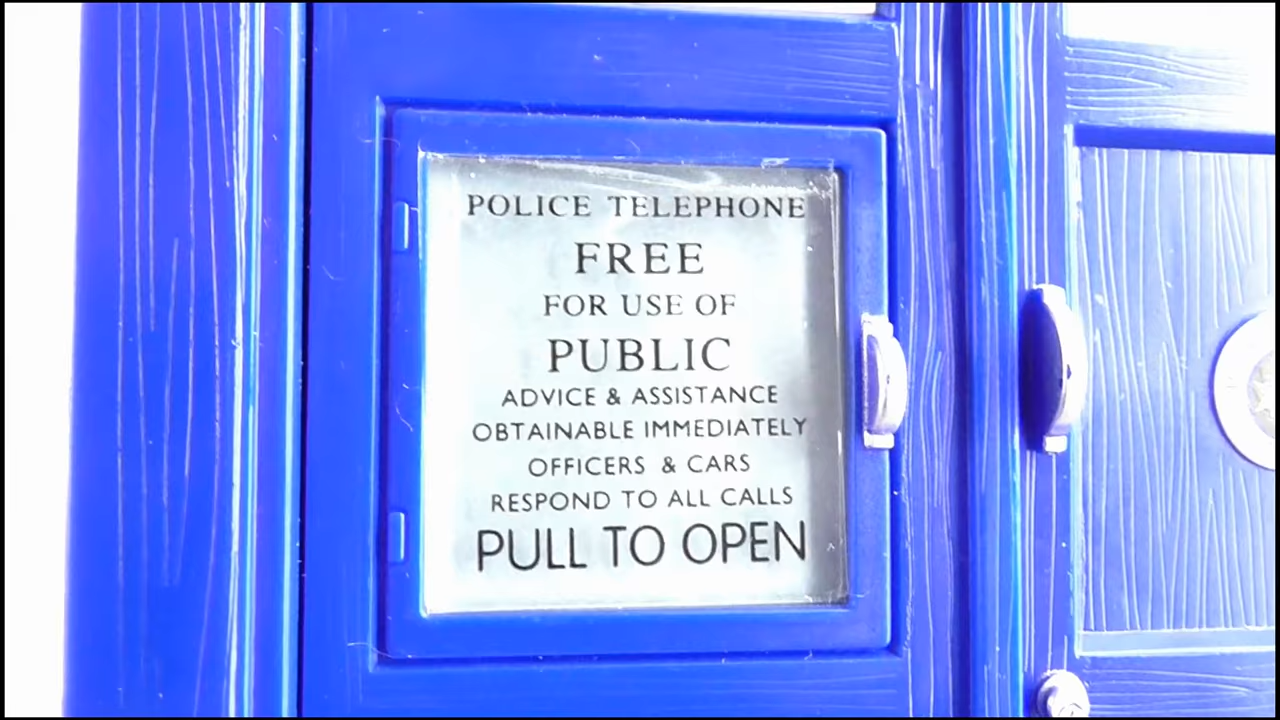 POLICE TELEPHONE
FREE
FOR USE OF
PUBLIC
ADVICE & ASSISTANCE
OBTAINABLE IMMEDIATELY
OFFICERS & CARS
RESPOND TO ALL CALLS
PULL TO OPEN